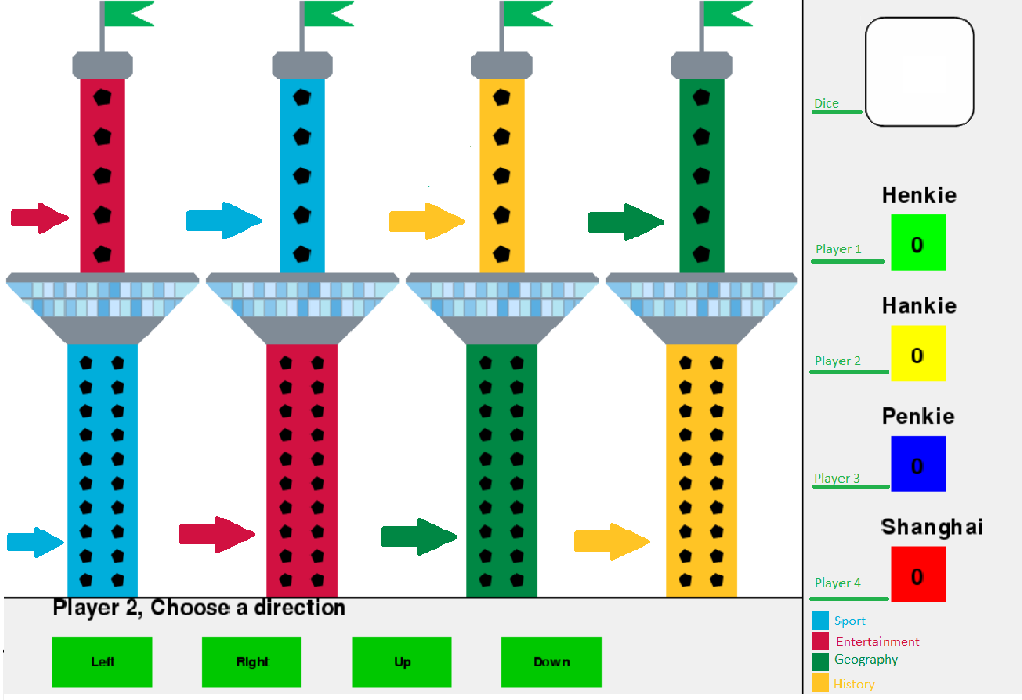 Dice
Henkie
Player 1
0
Hankie
Player 2
0
Penkie
Player 3
0
Shanghai
Player 4
0
Sport
Entertainment
Geography
History
Player 2, Choose a direction
Left Right Up Down